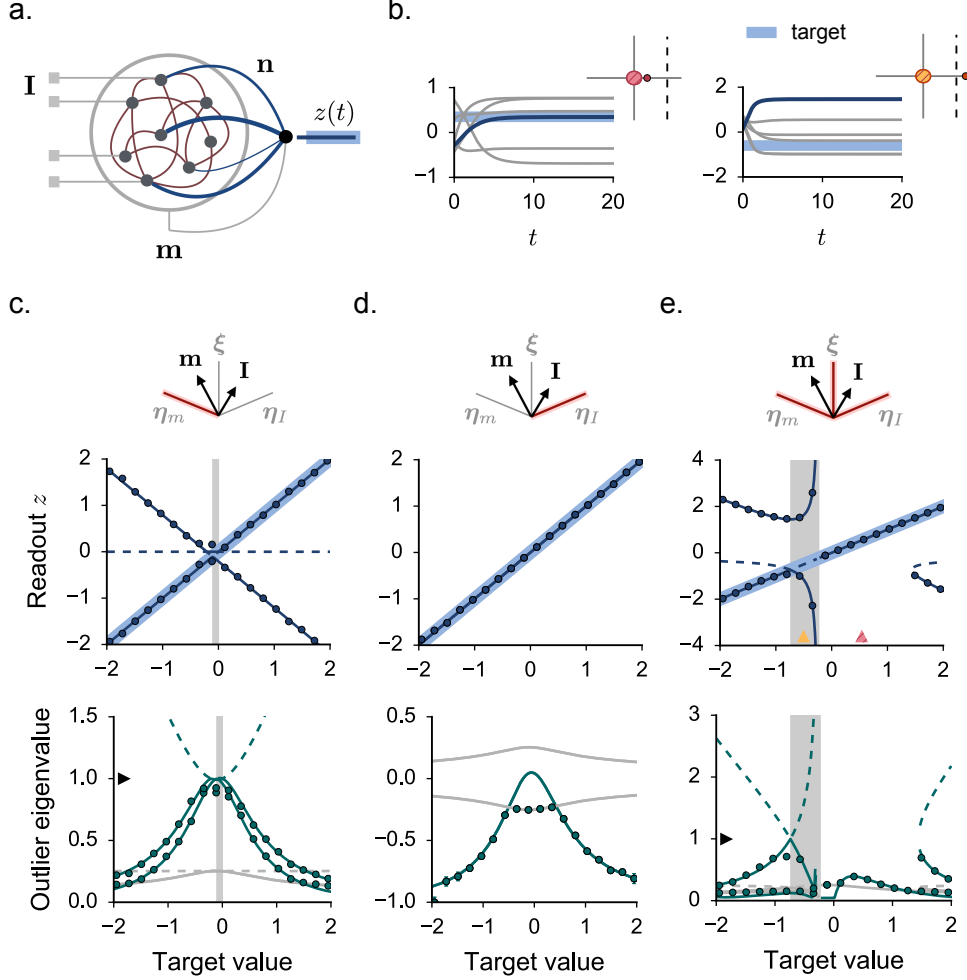 a.
I
n
z(t)
m
b.
target
1
0
−1
0
10
20
t
2
0
−2
0
10
20
t
c.
d.
e.
ξ
m
I
η_m
η_I
ξ
m
I
η_m
η_I
ξ
m
I
η_m
η_I
Readout z
2
1
0
−1
−2
−2
−1
0
1
2
2
1
0
−1
−2
−2
−1
0
1
2
4
2
0
−2
−4
−2
−1
0
1
2
Outlier eigenvalue
1.5
1.0
0.5
0.0
−2
−1
0
1
2
Target value
0.5
0.0
−0.5
−1.0
−2
−1
0
1
2
Target value
3
2
1
0
−2
−1
0
1
2
Target value